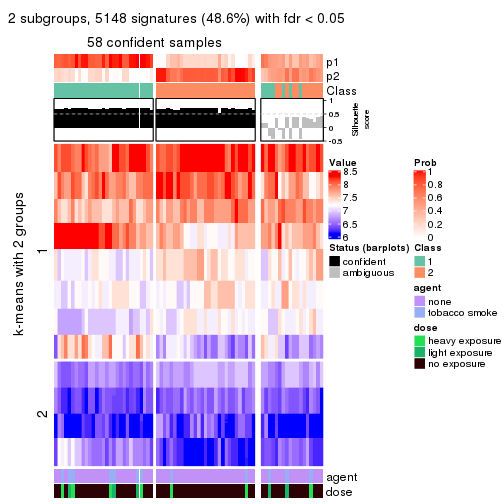 2 subgroups, 5148 signatures (48.6%) with fdr < 0.05
58 confident samples
p1
p2
Class
1
0.5
0
-0.5
Silhouette
score
k-means with 2 groups
1
2
Value
8.5
8
7.5
7
6.5
6
Prob
1
0.8
0.6
0.4
0.2
0
Status (barplots)
confident
ambiguous
Class
1
2
agent
none
tobacco smoke
dose
heavy exposure
light exposure
no exposure
agent
dose